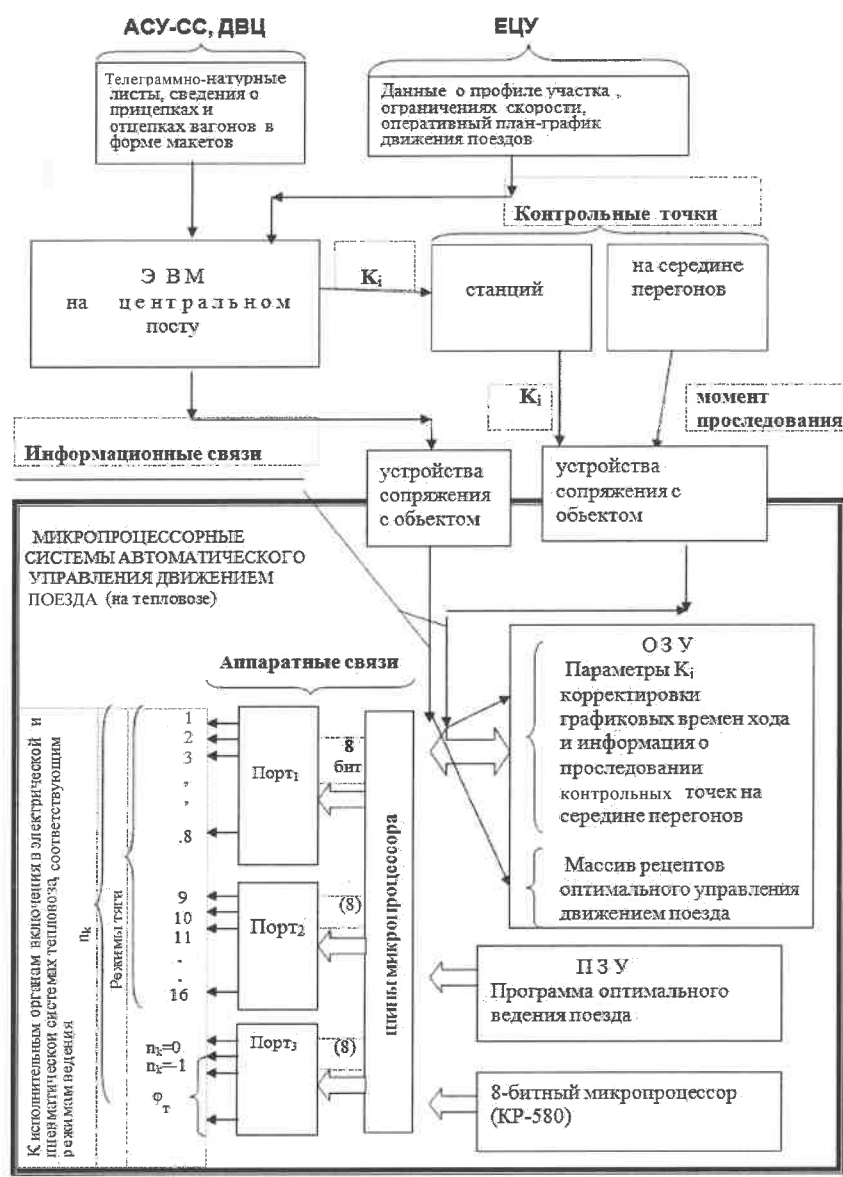 АСУ-СС, ДВЦ
ЕЦУ
Телеграммно-натурные
листы, сведения о
прицепках и
отцепках вагонов в
форме макетов
Данные о профиле участка ,
ограничениях скорости,
оперативный план-график
движения поездов
Контрольные точки
Э ВМ
на центральном
посту
Ki
станций
на середине
перегонов
Ki
момент
проследования
Информационные связи
устройства
сопряжения
с обьектом
устройства
сопряжения с
обьектом
МИКРОПРОЦЕССОРНЫЕ
СИСТЕМЫ АВТОМАТИЧЕСКОГО
УПРАВЛЕНИЯ ДВИЖЕНИЕМ
ПОЕЗДА (на тепловозе)
Аппаратные связи
О З У
Параметры Ki
корректировки
графиковых времен хода
и информация о
проследовании
контрольных точек на
середине перегонов
Массив рецептов
оптимального управления
движением поезда
К исполнительным органам включения в электрической и
пневматической системах тепловоза, соответствующим
режимам ведения
nk
Режимы тяги
1
2
3
,
,
.8
Порт1
8
бит
шины микропроцессора
9
10
11
.
.
16
Порт2
(8)
П З У
Программа оптимального
ведения поезда
nk=0
nk=-1
φт
Порт3
(8)
8-битный микропроцессор
(КР-580)